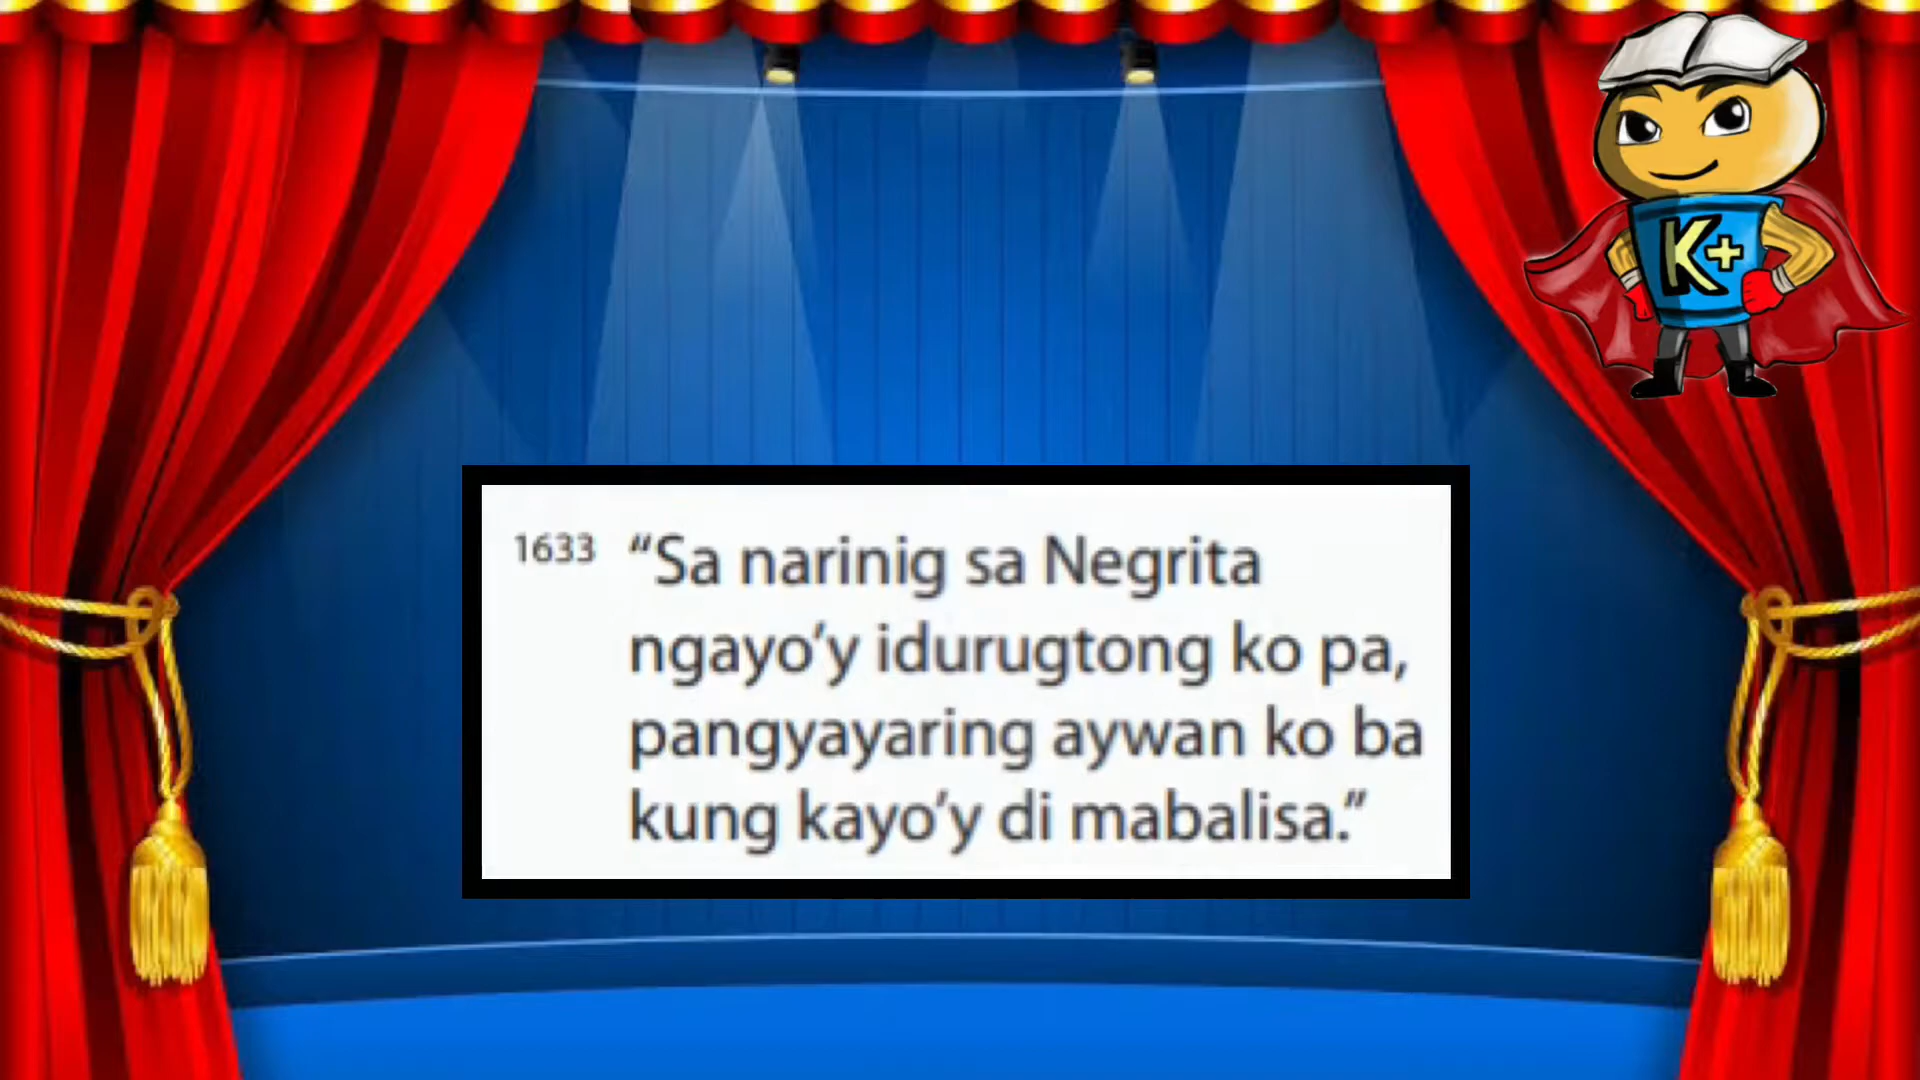 K+
1633 “Sa narinig sa Negrita
ngayo’y idurugtong ko pa,
pangyayaring aywan ko ba
kung kayo’y di mabalisa.”